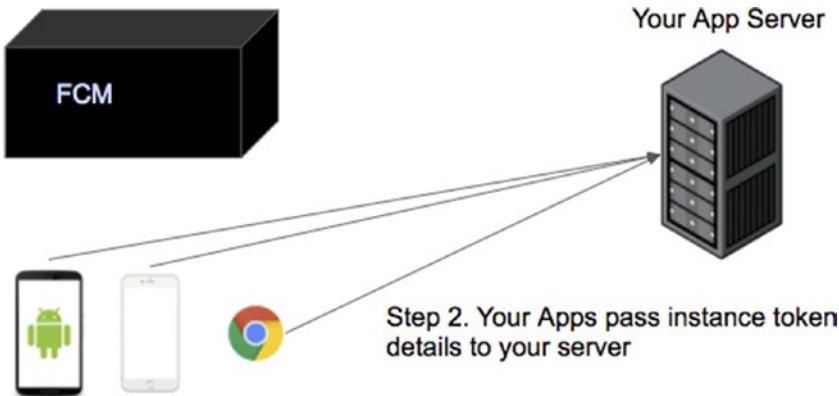 Your App Server
FCM
Step 2. Your Apps pass instance token
details to your server